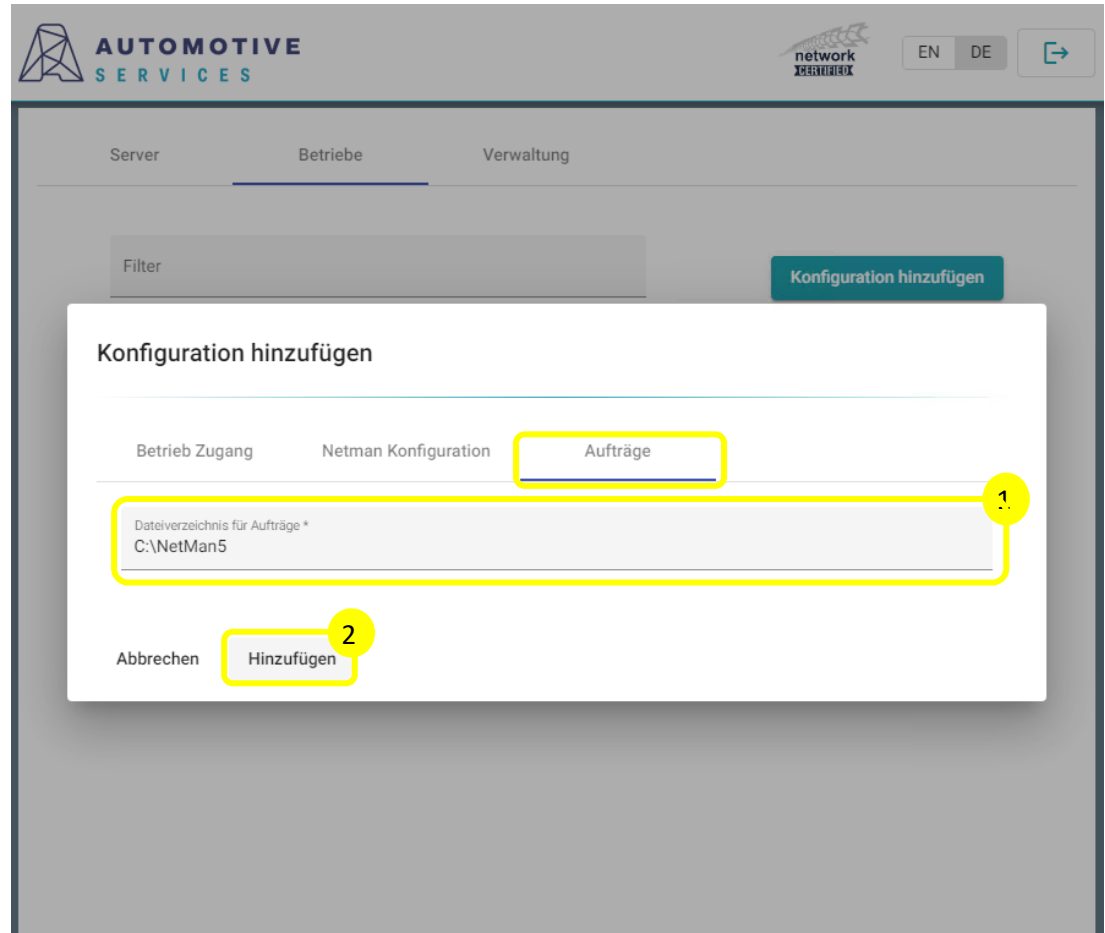 AUTOMOTIVE
SERVICES
network
CERTIFIED
EN DE
Server Betriebe Verwaltung
Filter
Konfiguration hinzufügen
Konfiguration hinzufügen
Betrieb Zugang Netman Konfiguration Aufträge
1.
Dateiverzeichnis für Aufträge *
C:\NetMan5
2
Abbrechen Hinzufügen